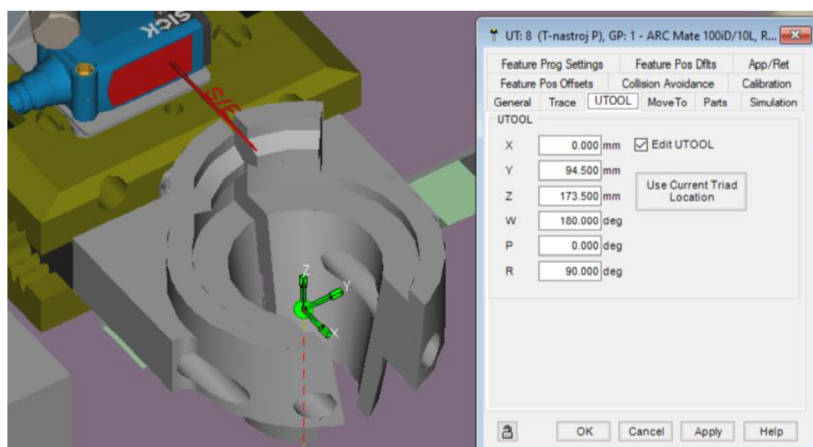 SICK
S/E
Z
Y
X
UT: 8 (T-nastroj P), GP: 1 - ARC Mate 100iD/10L, R...
Feature Prog Settings Feature Pos Dflts App/Ret
Feature Pos Offsets Collision Avoidance Calibration
General Trace UTOOL MoveTo Parts Simulation
UTOOL
X 0.000 mm Edit UTOOL
Y 94.500 mm
Z 173.500 mm Use Current Triad
Location
W 180.000 deg
P 0.000 deg
R 90.000 deg
OK Cancel Apply Help